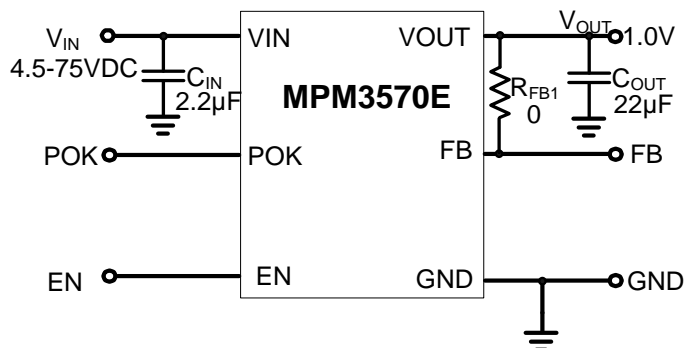 VIN
4.5-75VDC
CIN
2.2µF
VIN
VOUT
VOUT
1.0V
MPM3570E
RFB1
0
COUT
22µF
POK
POK
FB
FB
EN
EN
GND
GND